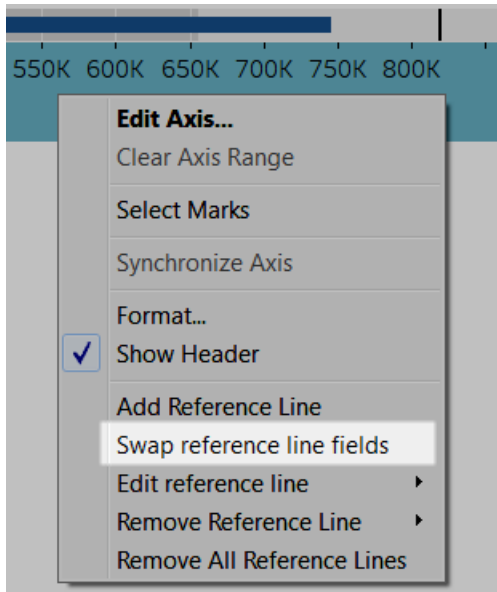 550K 600K 650K 700K 750K 800K
Edit Axis...
Clear Axis Range
Select Marks
Synchronize Axis
Format...
Show Header
Add Reference Line
Swap reference line fields
Edit reference line
Remove Reference Line
Remove All Reference Lines